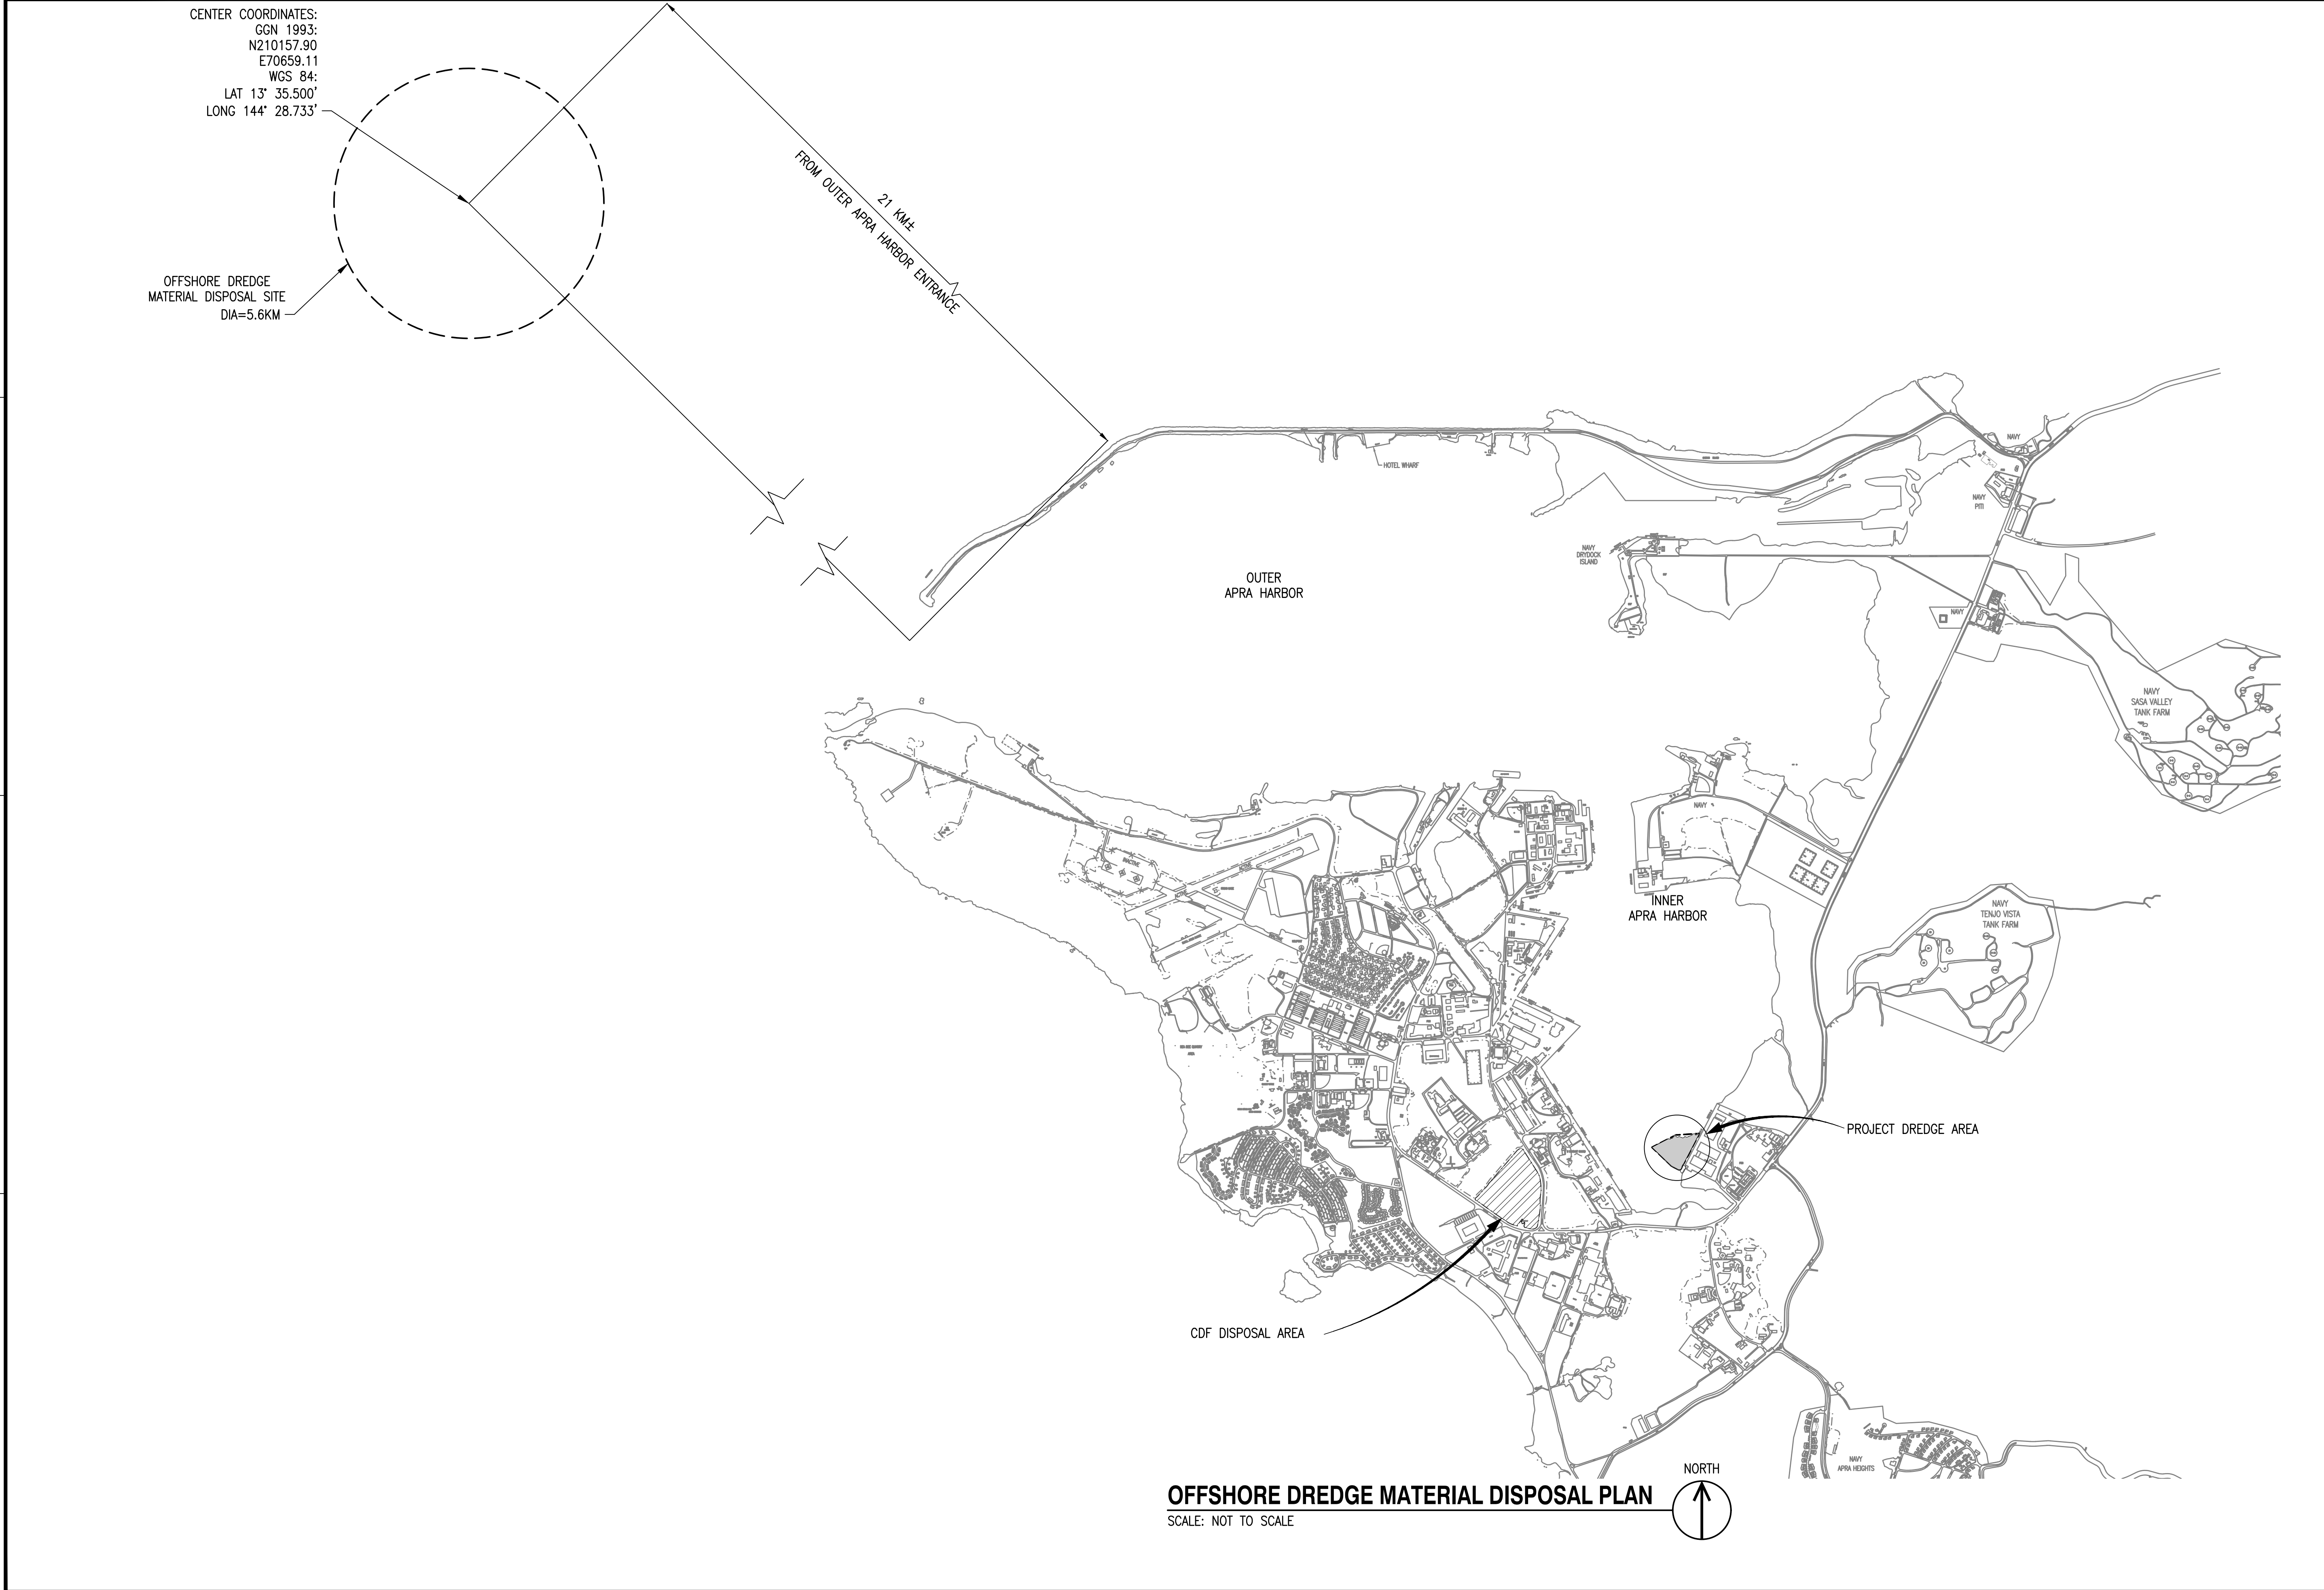 CENTER COORDINATES:
GGN 1993:
N210157.90
E70659.11
WGS 84:
LAT 13° 35.500'
LONG 144° 28.733'
OFFSHORE DREDGE
MATERIAL DISPOSAL SITE
DIA=5.6KM
21 KM±
FROM OUTER APRA HARBOR ENTRANCE
HOTEL WHARF
NAVY
NAVY
PITI
NAVY
DRYDOCK
ISLAND
OUTER
APRA HARBOR
NAVY
NAVY
SASA VALLEY
TANK FARM
NAVY
INNER
APRA HARBOR
NAVY
TENJO VISTA
TANK FARM
PROJECT DREDGE AREA
CDF DISPOSAL AREA
NAVY
APRA HEIGHTS
NORTH
OFFSHORE DREDGE MATERIAL DISPOSAL PLAN
SCALE: NOT TO SCALE